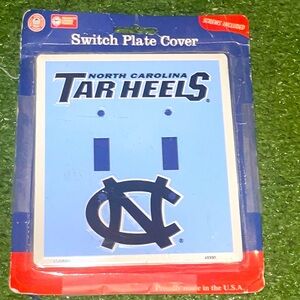 SCREWS INCLUDED
Switch Plate Cover
NORTH CAROLINA
TAR HEELS®
NC®
Proudly made in the U.S.A.